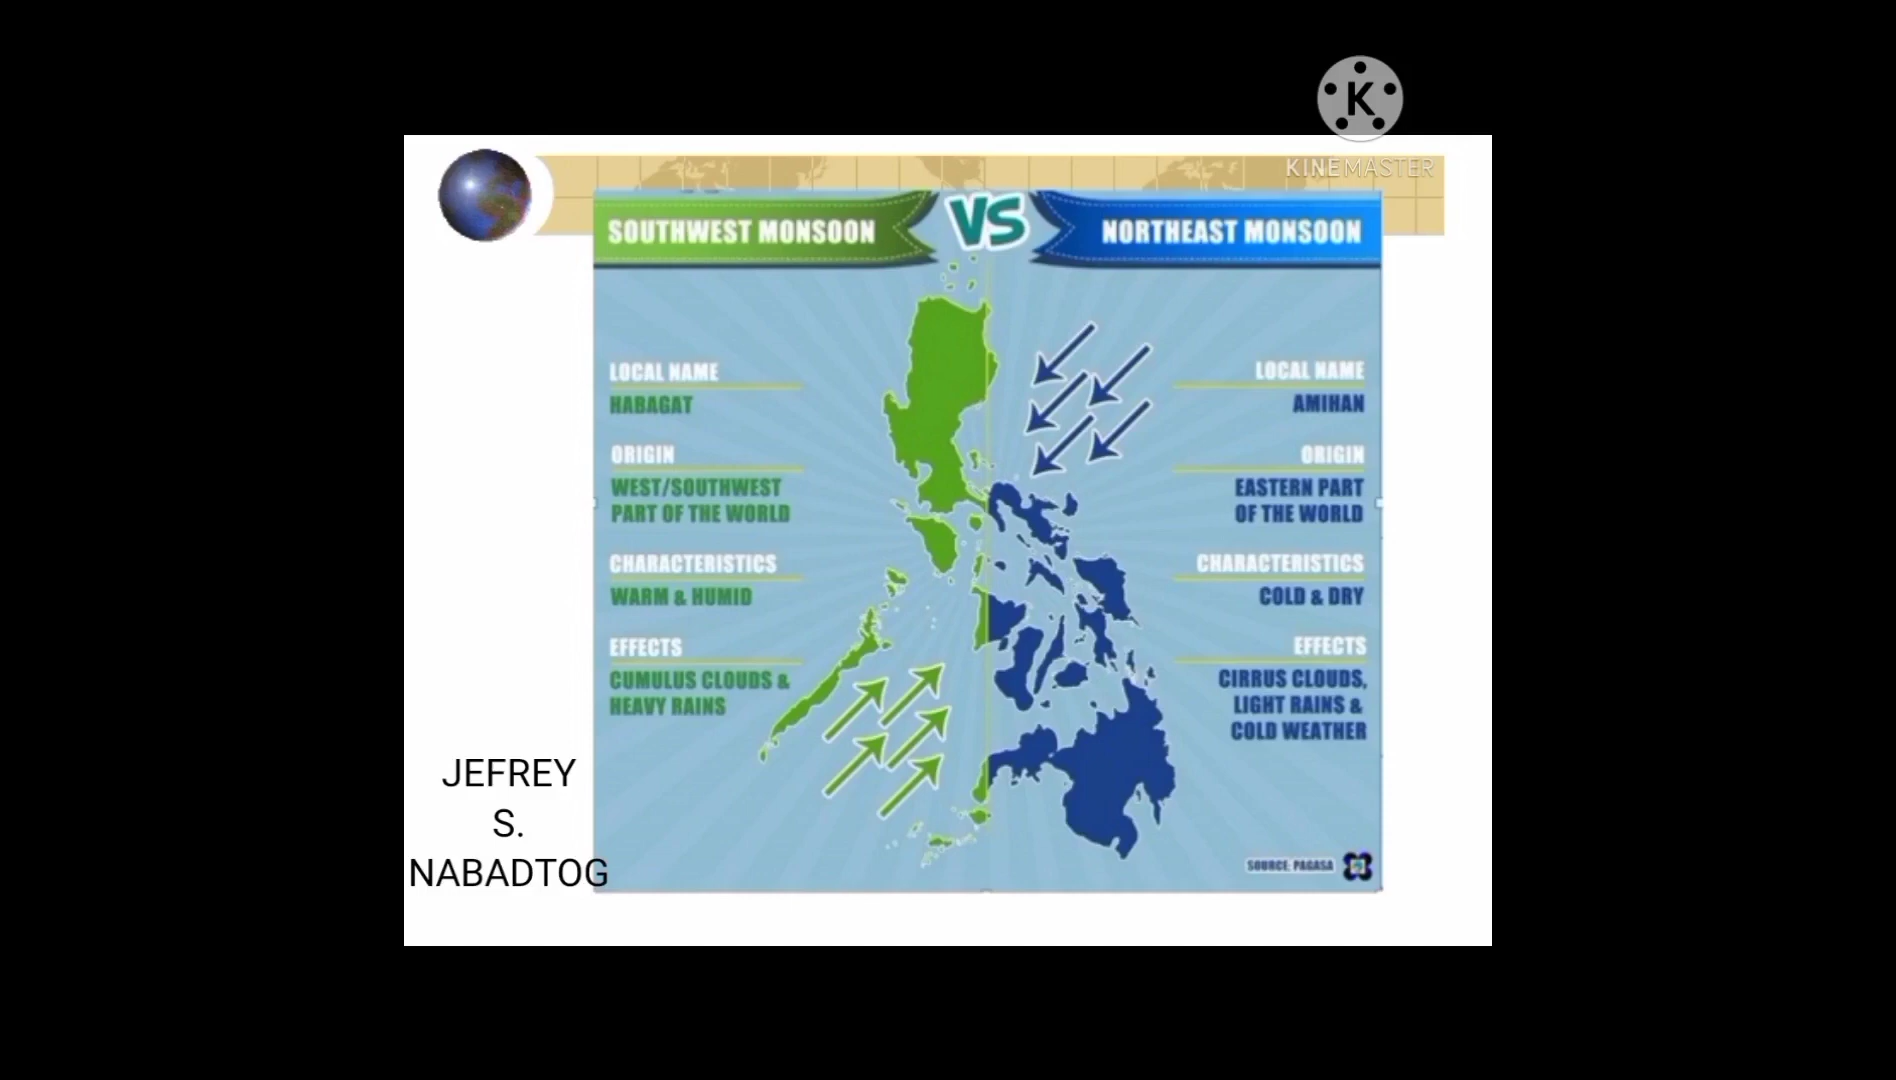 K
KINEMASTER
SOUTHWEST MONSOON
VS
NORTHEAST MONSOON
LOCAL NAME
HABAGAT
ORIGIN
WEST/SOUTHWEST
PART OF THE WORLD
CHARACTERISTICS
WARM & HUMID
EFFECTS
CUMULUS CLOUDS &
HEAVY RAINS
LOCAL NAME
AMIHAN
ORIGIN
EASTERN PART
OF THE WORLD
CHARACTERISTICS
COLD & DRY
EFFECTS
CIRRUS CLOUDS,
LIGHT RAINS &
COLD WEATHER
JEFREY
S.
NABADTOG
SOURCE: PAGASA